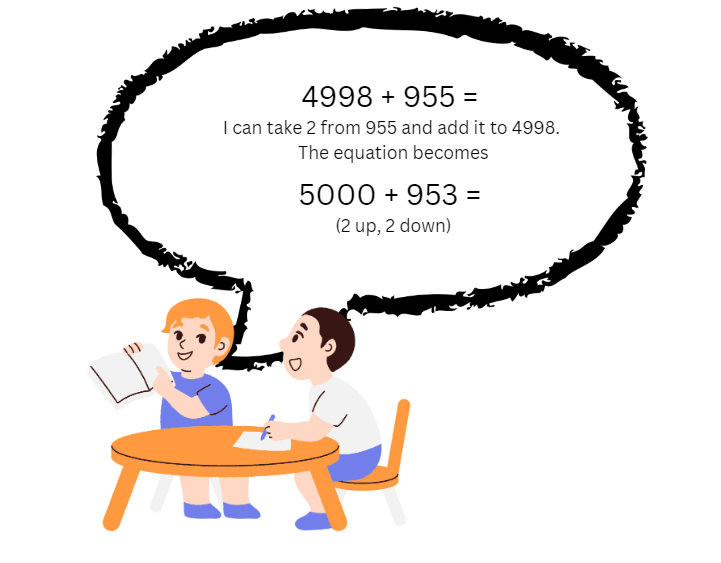 4998 + 955 =
I can take 2 from 955 and add it to 4998.
The equation becomes
5000 + 953 =
(2 up, 2 down)